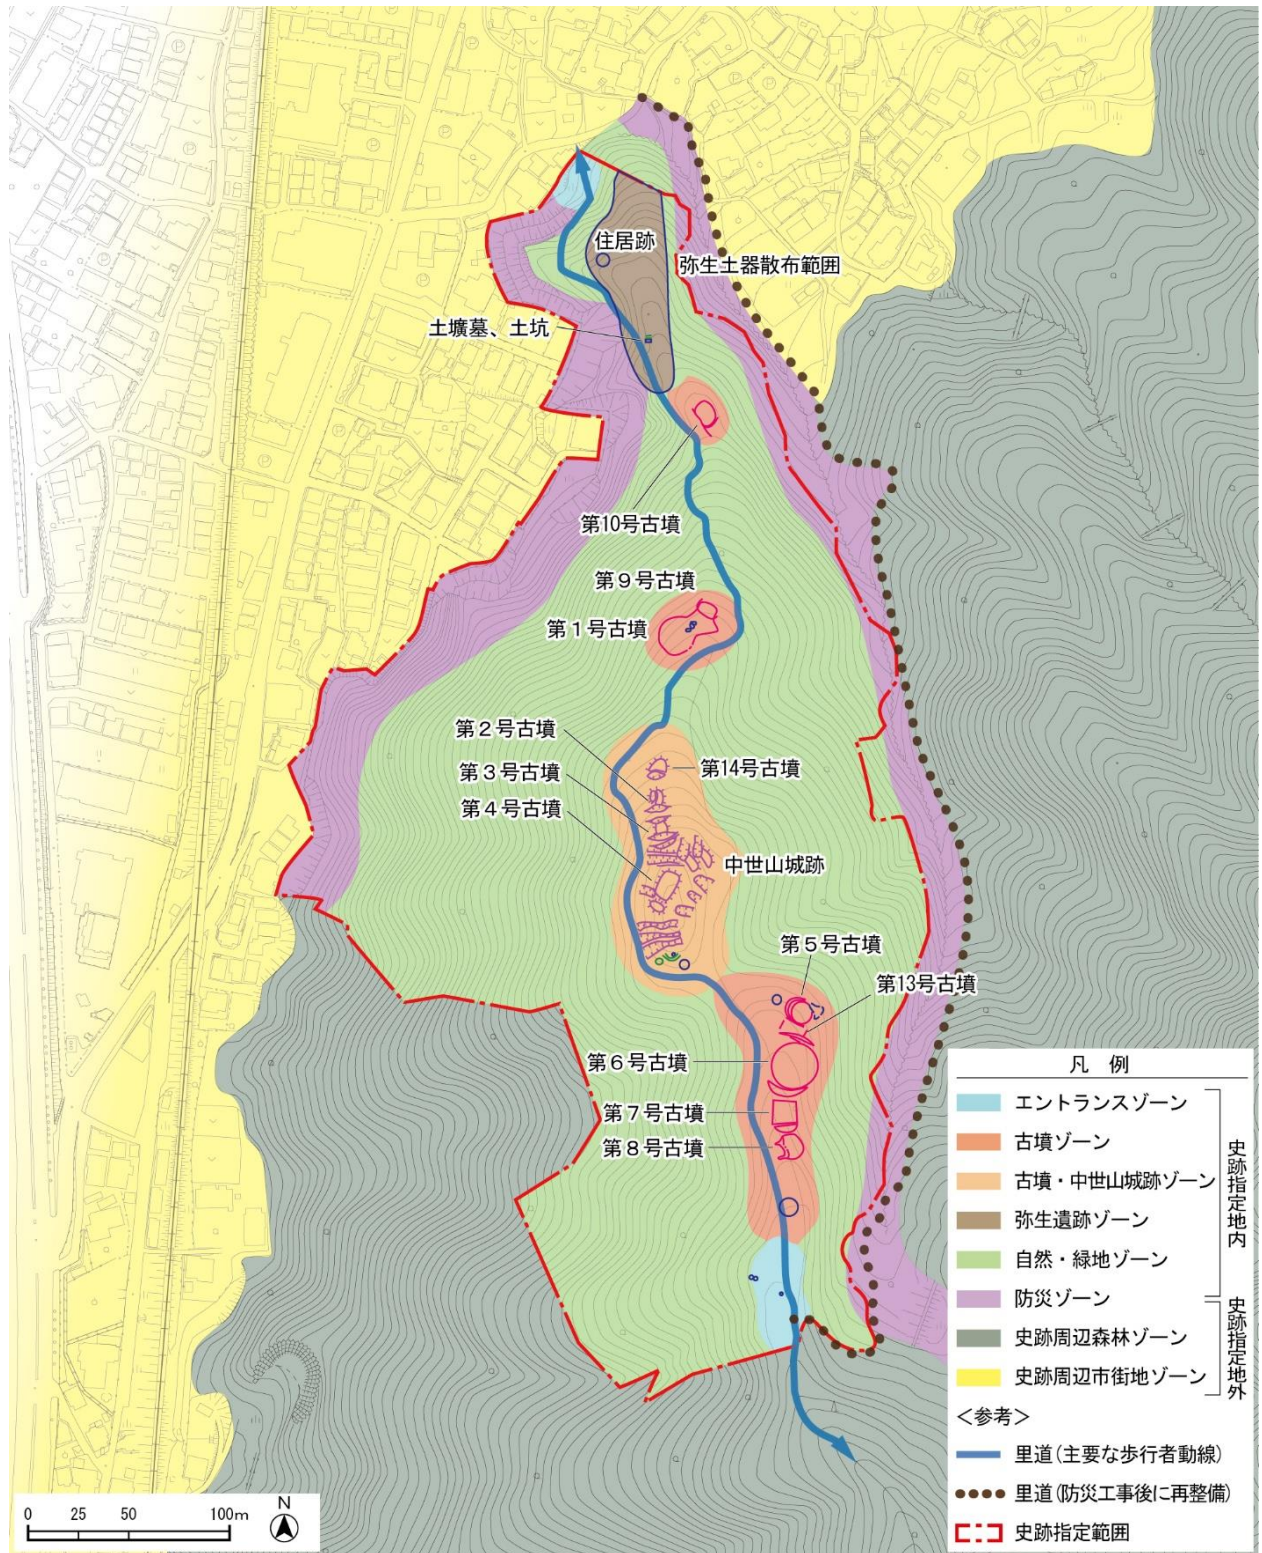 住居跡
弥生土器散布範囲
土壙墓、土坑
第10号古墳
第９号古墳
第１号古墳
第２号古墳
第３号古墳
第４号古墳
第14号古墳
中世山城跡
第５号古墳
第13号古墳
第６号古墳
第７号古墳
第８号古墳
凡　例
エントランスゾーン
古墳ゾーン
古墳・中世山城跡ゾーン
弥生遺跡ゾーン
自然・緑地ゾーン
防災ゾーン
史跡指定地内
史跡周辺森林ゾーン
史跡周辺市街地ゾーン
史跡指定地外
＜参考＞
里道(主要な歩行者動線)
里道(防災工事後に再整備)
史跡指定範囲
0 25 50 100m
N